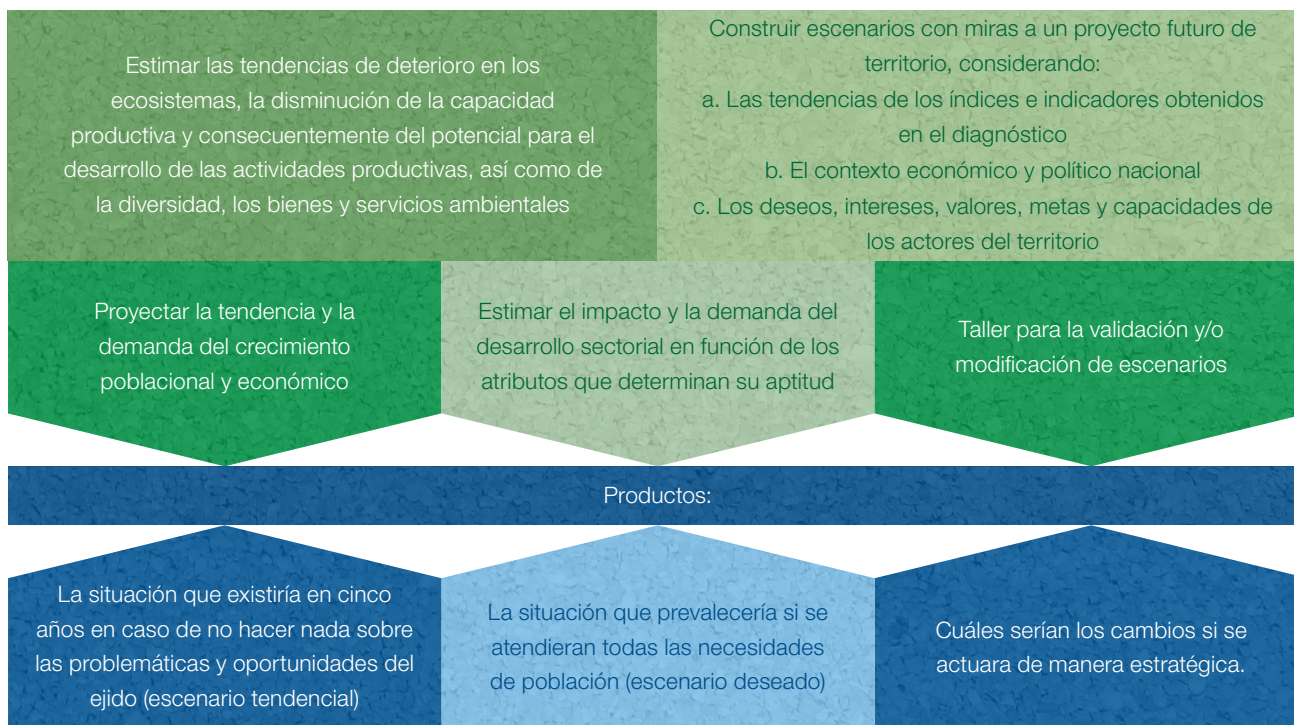 Estimar las tendencias de deterioro en los
ecosistemas, la disminución de la capacidad
productiva y consecuentemente del potencial para el
desarrollo de las actividades productivas, así como de
la diversidad, los bienes y servicios ambientales
Construir escenarios con miras a un proyecto futuro de
territorio, considerando:
a. Las tendencias de los índices e indicadores obtenidos
en el diagnóstico
b. El contexto económico y político nacional
c. Los deseos, intereses, valores, metas y capacidades de
los actores del territorio
Proyectar la tendencia y la
demanda del crecimiento
poblacional y económico
Estimar el impacto y la demanda del
desarrollo sectorial en función de los
atributos que determinan su aptitud
Taller para la validación y/o
modificación de escenarios
Productos:
La situación que existiría en cinco
años en caso de no hacer nada sobre
las problemáticas y oportunidades del
ejido (escenario tendencial)
La situación que prevalecería si se
atendieran todas las necesidades
de población (escenario deseado)
Cuáles serían los cambios si se
actuara de manera estratégica.